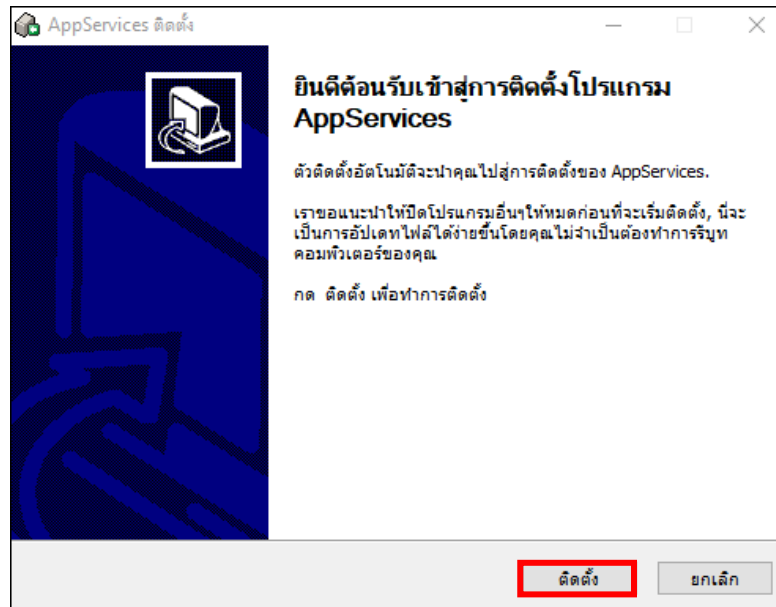 AppServices ติดตั้ง
ยินดีต้อนรับเข้าสู่การติดตั้งโปรแกรม
AppServices
ตัวติดตั้งอัตโนมัติจะนำคุณไปสู่การติดตั้งของ AppServices.
เราขอแนะนำให้ปิดโปรแกรมอื่นๆให้หมดก่อนที่จะเริ่มติดตั้ง, นี่จะ
เป็นการอัปเดทไฟล์ได้ง่ายขึ้นโดยคุณไม่จำเป็นต้องทำการรีบูท
คอมพิวเตอร์ของคุณ
กด ติดตั้ง เพื่อทำการติดตั้ง
ติดตั้ง
ยกเลิก